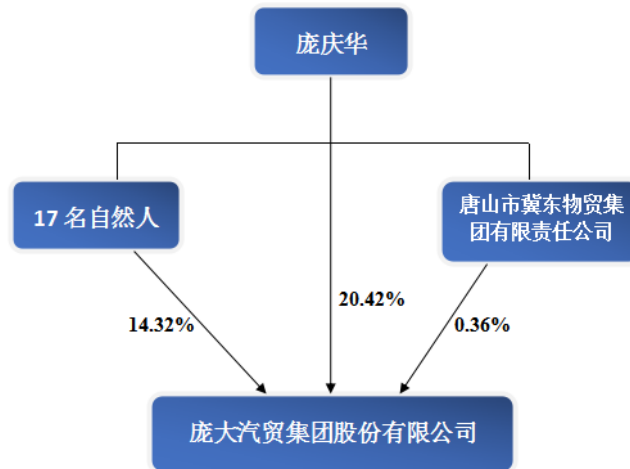 庞庆华
17 名自然人
唐山市冀东物贸集
团有限责任公司
14.32%
20.42%
0.36%
庞大汽贸集团股份有限公司